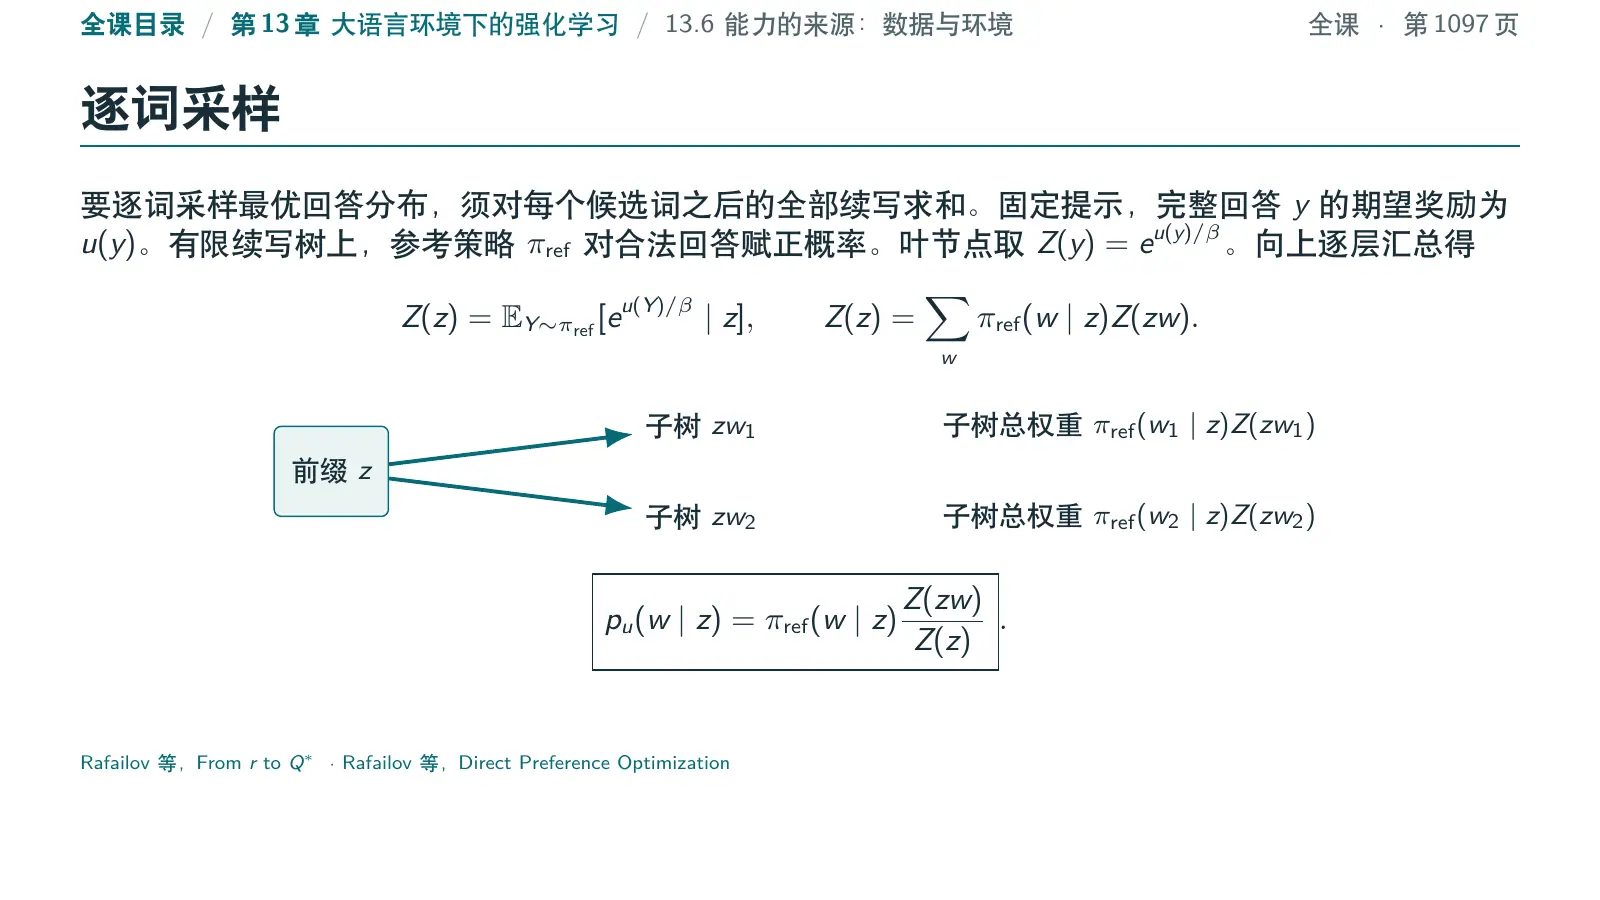 全课目录 / 第 13 章 大语言环境下的强化学习 / 13.6 能力的来源：数据与环境
全课 · 第 1097 页
逐词采样
要逐词采样最优回答分布，须对每个候选词之后的全部续写求和。固定提示，完整回答 y 的期望奖励为
u(y)。有限续写树上，参考策略 π_ref 对合法回答赋正概率。叶节点取 Z(y) = e^{u(y)/β}。向上逐层汇总得
Z(z) = 𝔼_{Y∼π_ref}[e^{u(Y)/β} | z], Z(z) = ∑_w π_ref(w | z)Z(zw).
前缀 z
子树 zw₁ 子树总权重 π_ref(w₁ | z)Z(zw₁)
子树 zw₂ 子树总权重 π_ref(w₂ | z)Z(zw₂)
p_u(w | z) = π_ref(w | z) Z(zw)/Z(z).
Rafailov 等，From r to Q* · Rafailov 等，Direct Preference Optimization